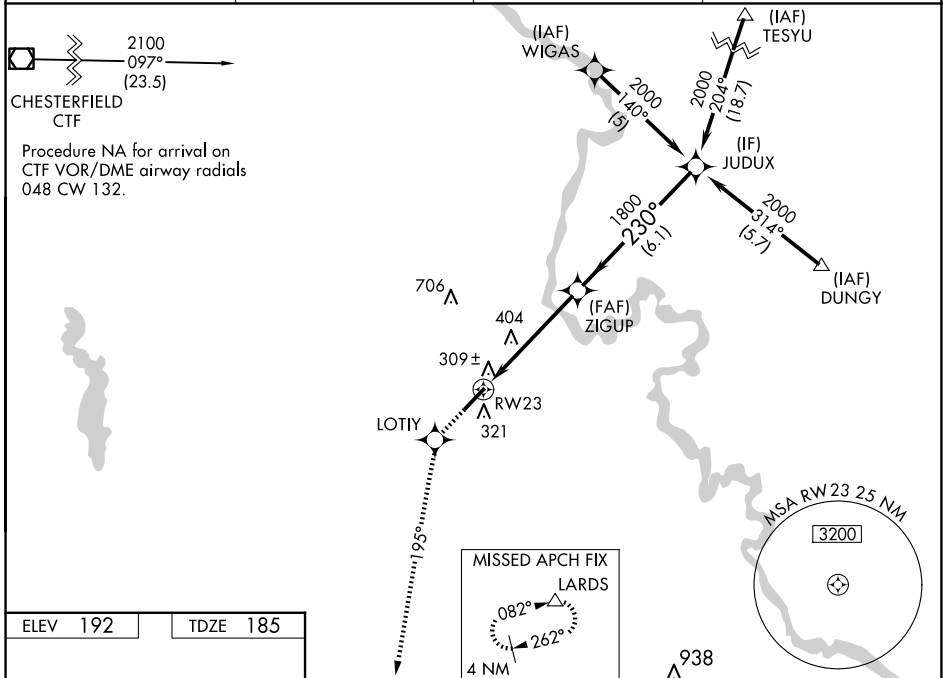 2100
097°
(23.5)
CHESTERFIELD
CTF
Procedure NA for arrival on
CTF VOR/DME airway radials
048 CW 132.
(IAF)
WIGAS
2000
140°
(5)
(IAF)
TESYU
2000
204°
(18.7)
(IF)
JUDUX
2000
314°
(5.7)
(IAF)
DUNGY
1800
230°
(6.1)
(FAF)
ZIGUP
706
404
309±
RW23
321
LOTIY
195°
MISSED APCH FIX
LARDS
082°
262°
4 NM
MSA RW23 25 NM
3200
938
ELEV 192
TDZE 185